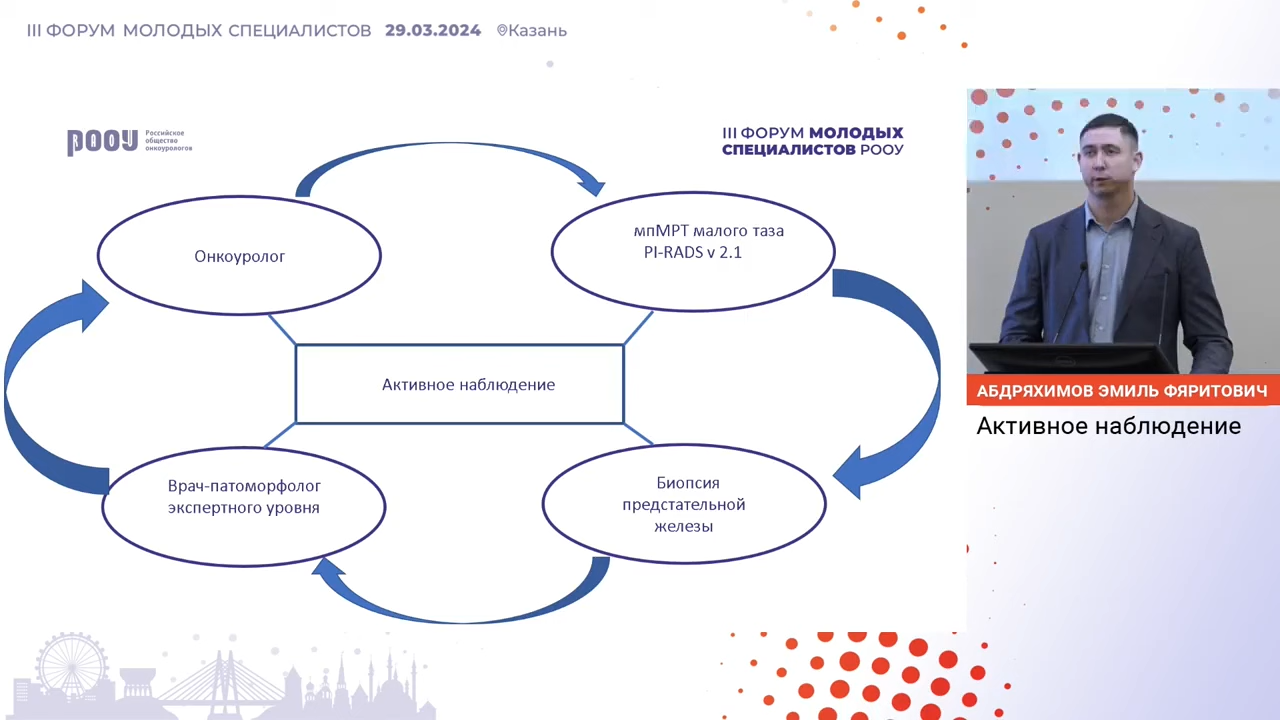 III ФОРУМ МОЛОДЫХ СПЕЦИАЛИСТОВ 29.03.2024 Казань
РООУ
Российское
общество
онкоурологов
III ФОРУМ МОЛОДЫХ
СПЕЦИАЛИСТОВ РООУ
Онкоуролог
мпМРТ малого таза
PI-RADS v 2.1
Активное наблюдение
Врач-патоморфолог
экспертного уровня
Биопсия
предстательной
железы
АБДРЯХИМОВ ЭМИЛЬ ФЯРИТОВИЧ
Активное наблюдение